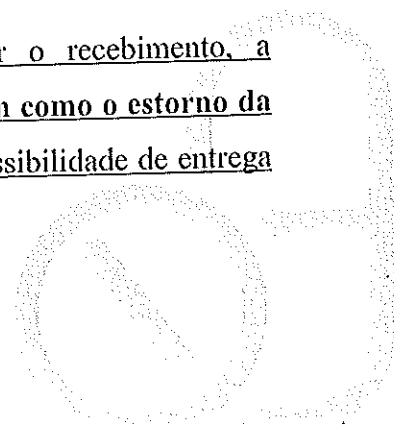 r o recebimento, a
n como o estorno da
ssibilidade de entrega